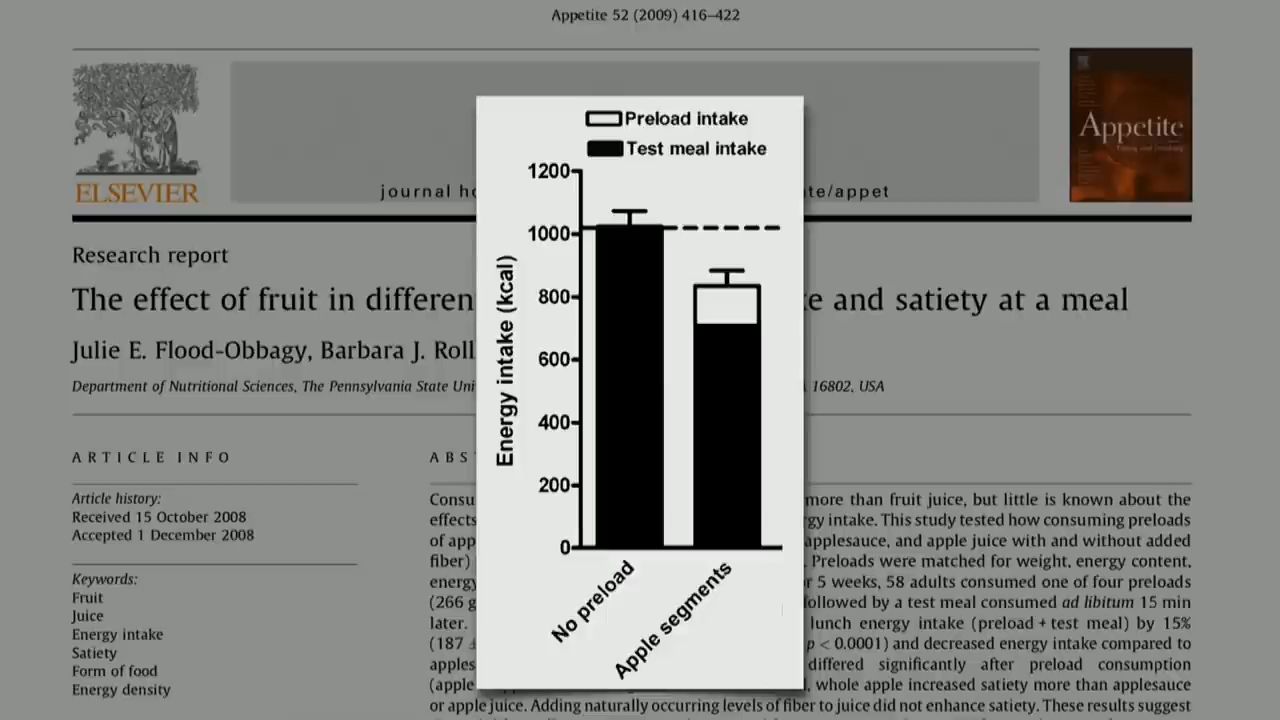 Appetite 52 (2009) 416–422
ELSEVIER
journal ho
te/appet
Appetite
Research report
The effect of fruit in differen
e and satiety at a meal
Julie E. Flood-Obbagy, Barbara J. Roll
Department of Nutritional Sciences, The Pennsylvania State Uni
16802, USA
Preload intake
Test meal intake
Energy intake (kcal)
1200
1000
800
600
400
200
0
No preload
Apple segments
ARTICLE INFO
Article history:
Received 15 October 2008
Accepted 1 December 2008
Keywords:
Fruit
Juice
Energy intake
Satiety
Form of food
Energy density
ABST
Consu
more than fruit juice, but little is known about the
effects
rgy intake. This study tested how consuming preloads
of app
applesauce, and apple juice with and without added
fiber)
. Preloads were matched for weight, energy content,
energy
r 5 weeks, 58 adults consumed one of four preloads
(266 g
followed by a test meal consumed ad libitum 15 min
later.
lunch energy intake (preload + test meal) by 15%
(187 ±
p < 0.0001) and decreased energy intake compared to
apples
differed significantly after preload consumption
(apple
, whole apple increased satiety more than applesauce
or apple juice. Adding naturally occurring levels of fiber to juice did not enhance satiety. These results suggest